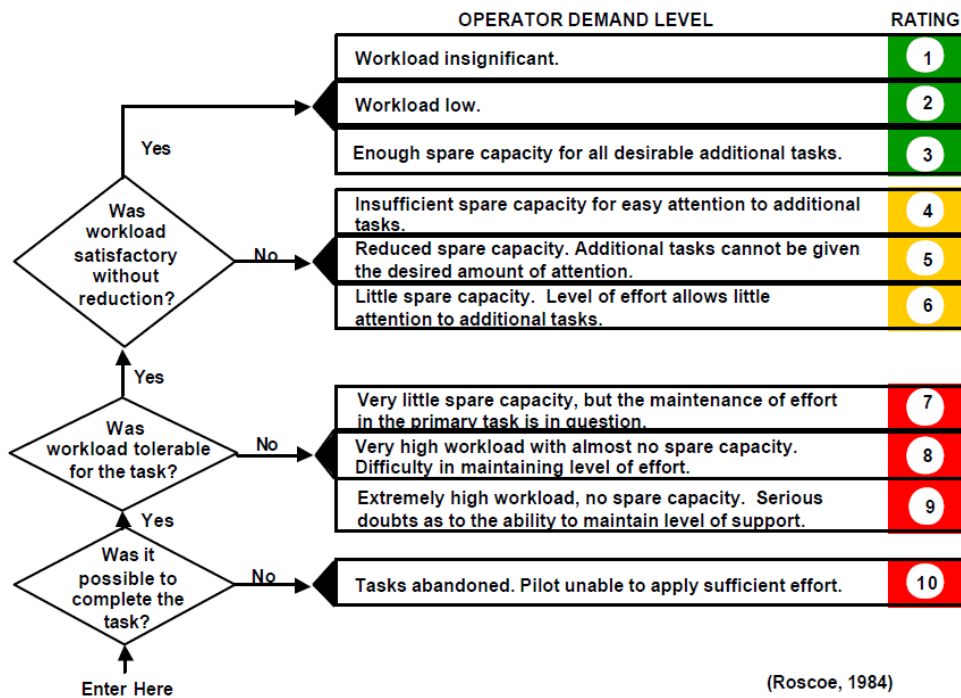 OPERATOR DEMAND LEVEL
RATING
Workload insignificant.
1
Workload low.
2
Yes
Enough spare capacity for all desirable additional tasks.
3
Was
workload
satisfactory
without
reduction?
No
Insufficient spare capacity for easy attention to additional
tasks.
4
Reduced spare capacity. Additional tasks cannot be given
the desired amount of attention.
5
Little spare capacity.  Level of effort allows little
attention to additional tasks.
6
Yes
Was
workload tolerable
for the task?
No
Very little spare capacity, but the maintenance of effort
in the primary task is in question.
7
Very high workload with almost no spare capacity.
Difficulty in maintaining level of effort.
8
Extremely high workload, no spare capacity.  Serious
doubts as to the ability to maintain level of support.
9
Yes
Was it
possible to
complete the
task?
No
Tasks abandoned. Pilot unable to apply sufficient effort.
10
Enter Here
(Roscoe, 1984)